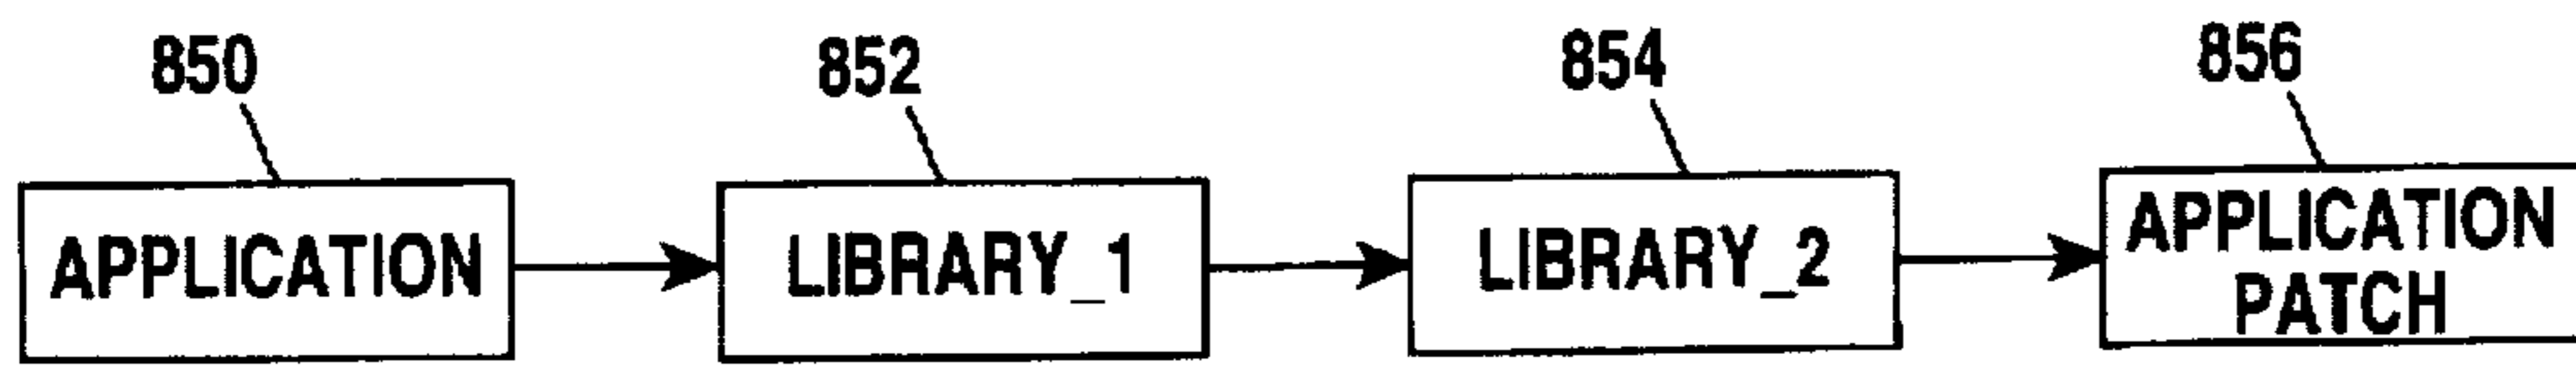 850
852
854
856
APPLICATION
LIBRARY_1
LIBRARY_2
APPLICATION
PATCH